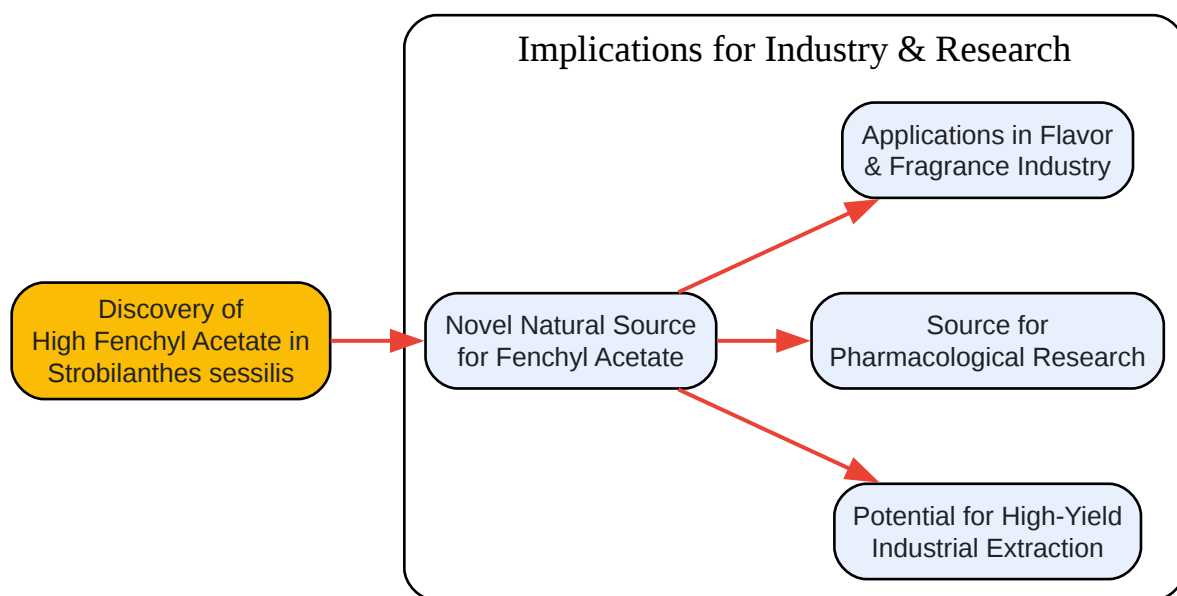 Implications for Industry & Research
Applications in Flavor
& Fragrance Industry
Discovery of
High Fenchyl Acetate in
Strobilanthes sessilis
Novel Natural Source
for Fenchyl Acetate
Source for
Pharmacological Research
Potential for High-Yield
Industrial Extraction